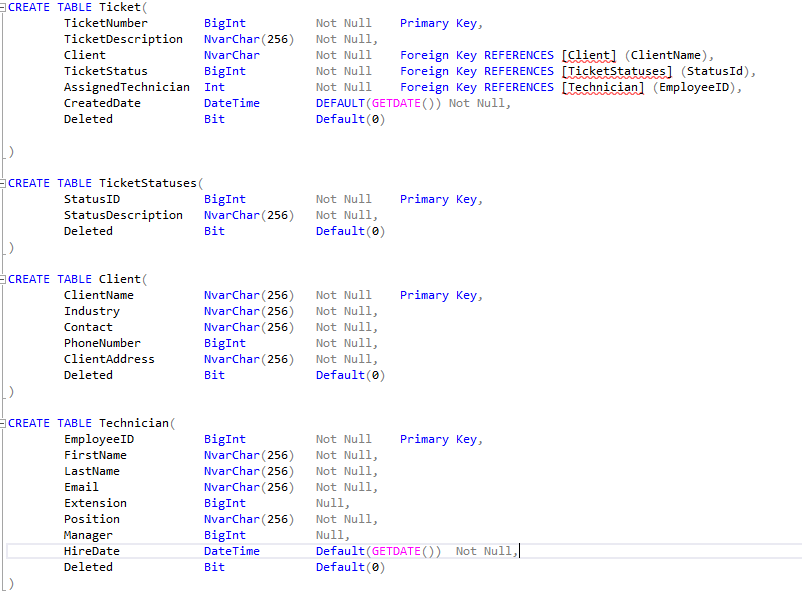 CREATE TABLE Ticket(
TicketNumber BigInt Not Null Primary Key,
TicketDescription NvarChar(256) Not Null,
Client NvarChar Not Null Foreign Key REFERENCES [Client] (ClientName),
TicketStatus BigInt Not Null Foreign Key REFERENCES [TicketStatuses] (StatusId),
AssignedTechnician Int Not Null Foreign Key REFERENCES [Technician] (EmployeeID),
CreatedDate DateTime DEFAULT(GETDATE()) Not Null,
Deleted Bit Default(0)
)
CREATE TABLE TicketStatuses(
StatusID BigInt Not Null Primary Key,
StatusDescription NvarChar(256) Not Null,
Deleted Bit Default(0)
)
CREATE TABLE Client(
ClientName NvarChar(256) Not Null Primary Key,
Industry NvarChar(256) Not Null,
Contact NvarChar(256) Not Null,
PhoneNumber BigInt Not Null,
ClientAddress NvarChar(256) Not Null,
Deleted Bit Default(0)
)
CREATE TABLE Technician(
EmployeeID BigInt Not Null Primary Key,
FirstName NvarChar(256) Not Null,
LastName NvarChar(256) Not Null,
Email NvarChar(256) Not Null,
Extension BigInt Null,
Position NvarChar(256) Not Null,
Manager BigInt Null,
HireDate DateTime Default(GETDATE()) Not Null,
Deleted Bit Default(0)
)